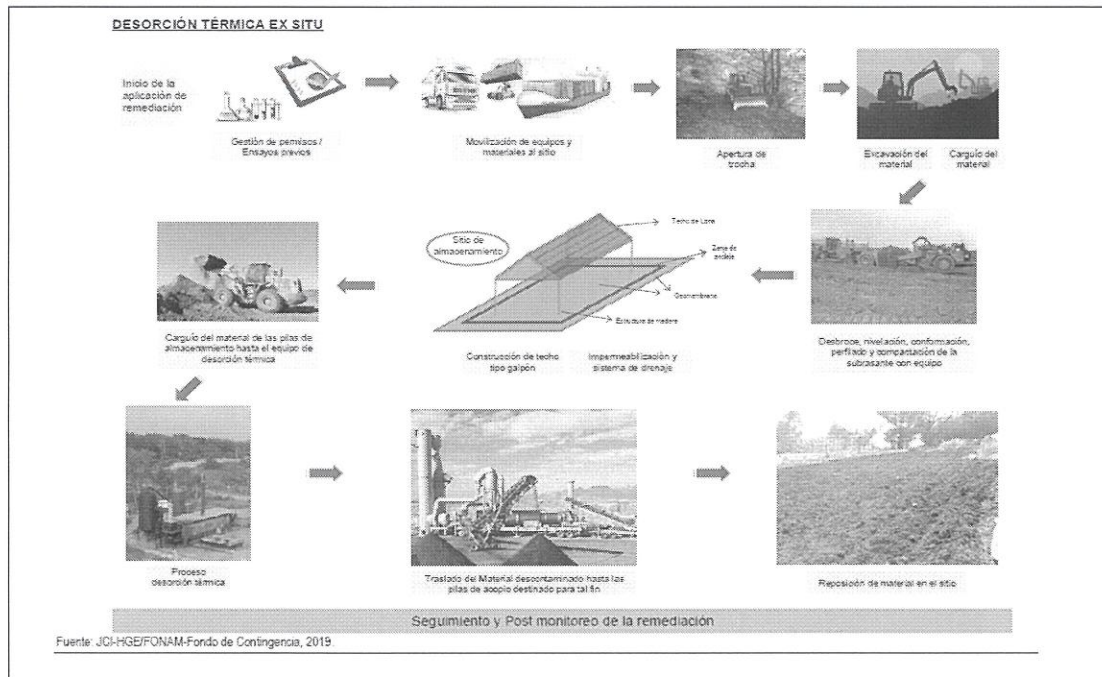 DESORCIÓN TÉRMICA EX SITU
Inicio de la
aplicación de
remediación
Gestión de permisos /
Ensayos previos
Movilización de equipos y
materiales al sitio
Apertura de
trocha
Excavación del
material
Carguío del
material
Desbroce, nivelación, conformación,
perfilado y compactación de la
subrasante con equipo
Sitio de
almacenamiento
Techo de Lona
Zanja de
anclaje
Geomembrana
Estructura de madera
Construcción de techo
tipo galpón
Impermeabilización y
sistema de drenaje
Carguío del material de las pilas de
almacenamiento hasta el equipo de
desorción térmica
Proceso
desorción térmica
Traslado del Material descontaminado hasta las
pilas de acopio destinado para tal fin
Reposición de material en el sitio
Seguimiento y Post monitoreo de la remediación
Fuente: JCI-HGE/FONAM-Fondo de Contingencia, 2019.